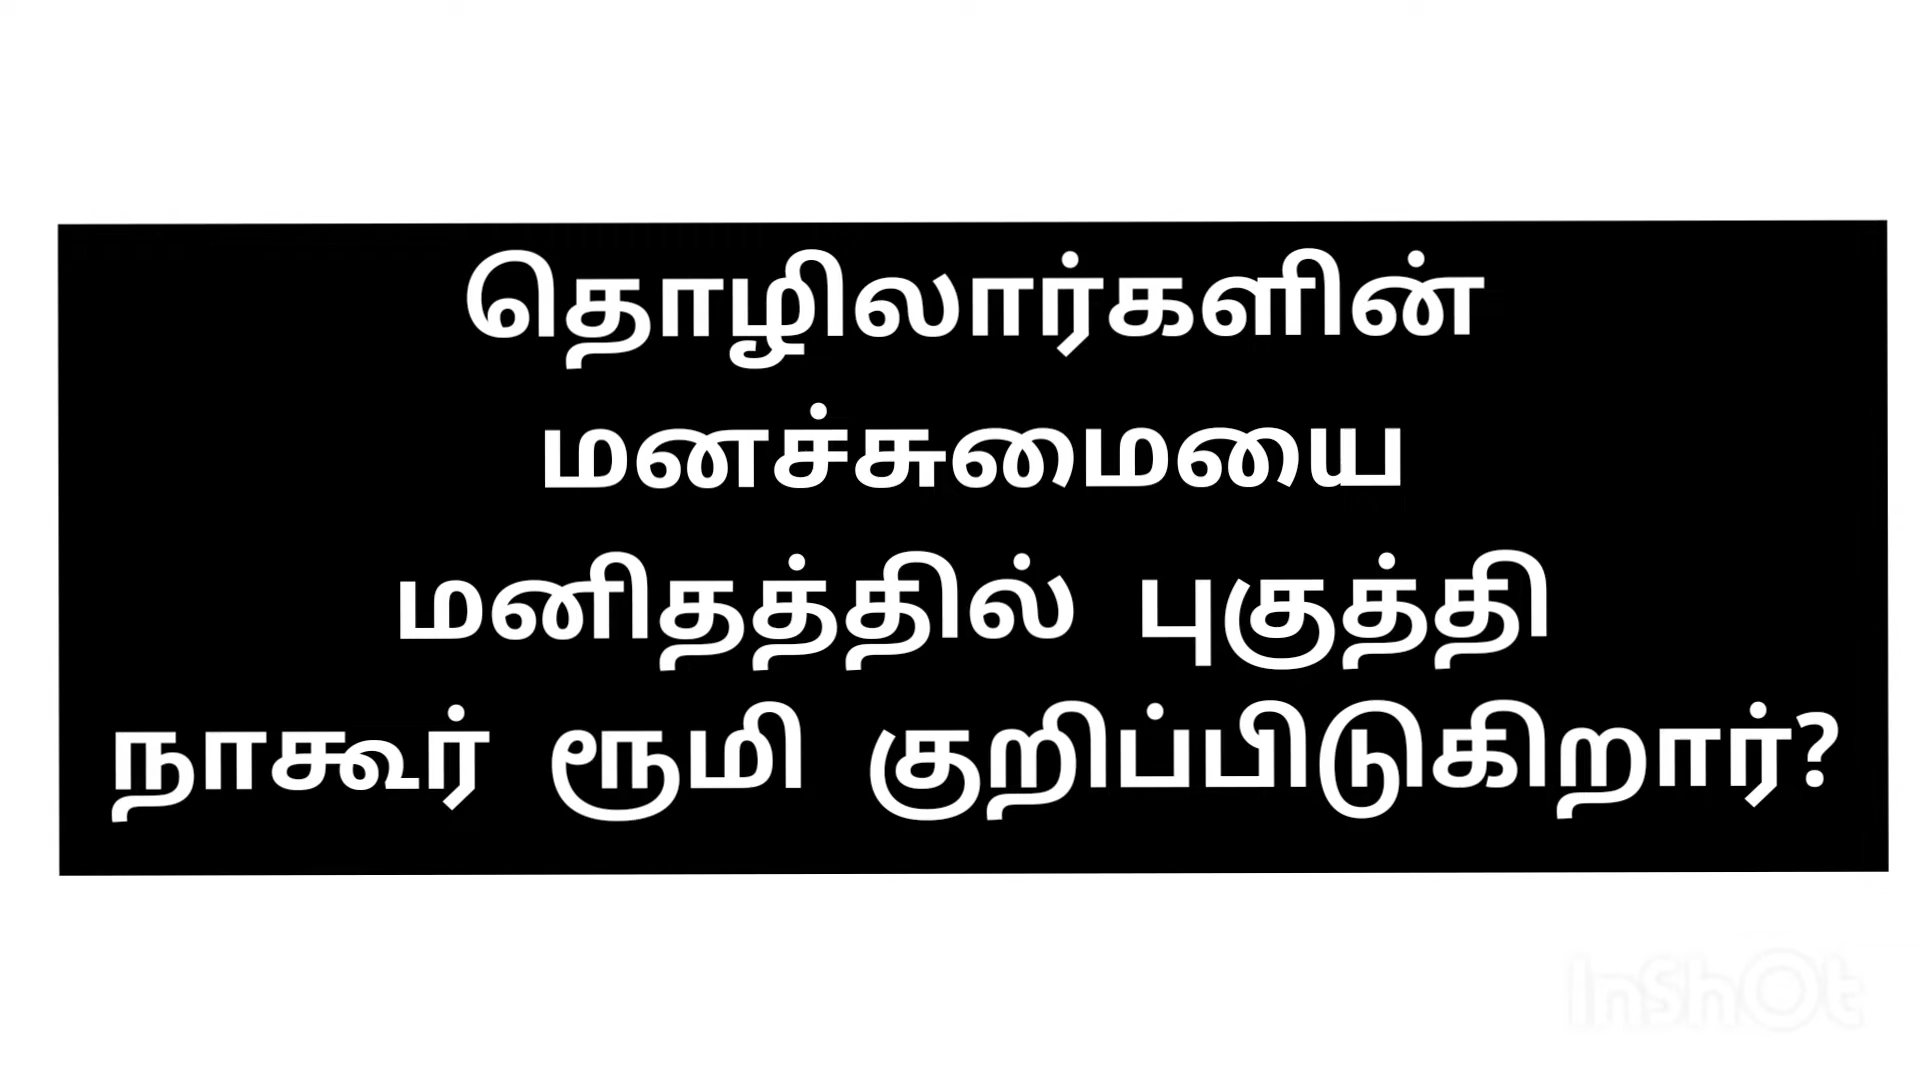 தொழிலார்களின்
மனச்சுமையை
மனிதத்தில் புகுத்தி
நாகூர் ரூமி குறிப்பிடுகிறார்?
InShOt